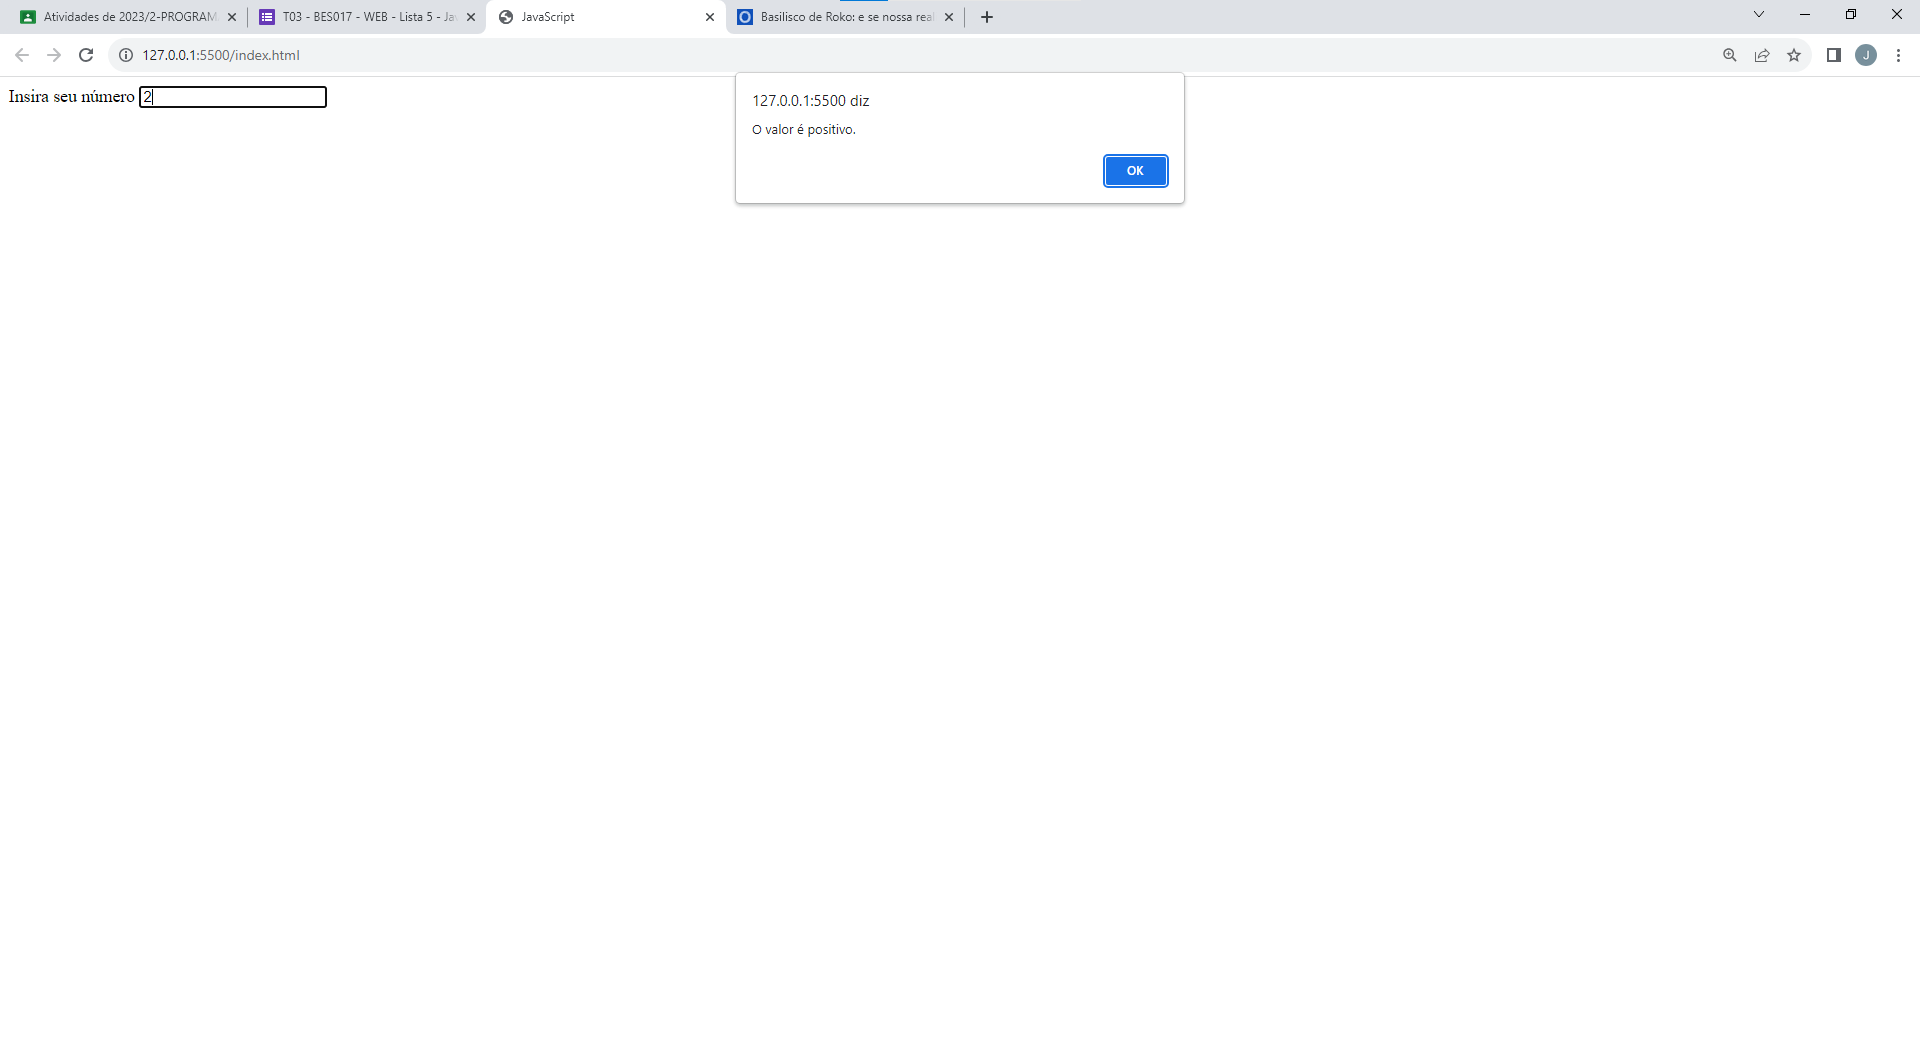 Atividades de 2023/2-PROGRAM
T03 - BES017 - WEB - Lista 5 - Jav
JavaScript
Basilisco de Roko: e se nossa real
127.0.0.1:5500/index.html
J
Insira seu número 2
127.0.0.1:5500 diz
O valor é positivo.
OK